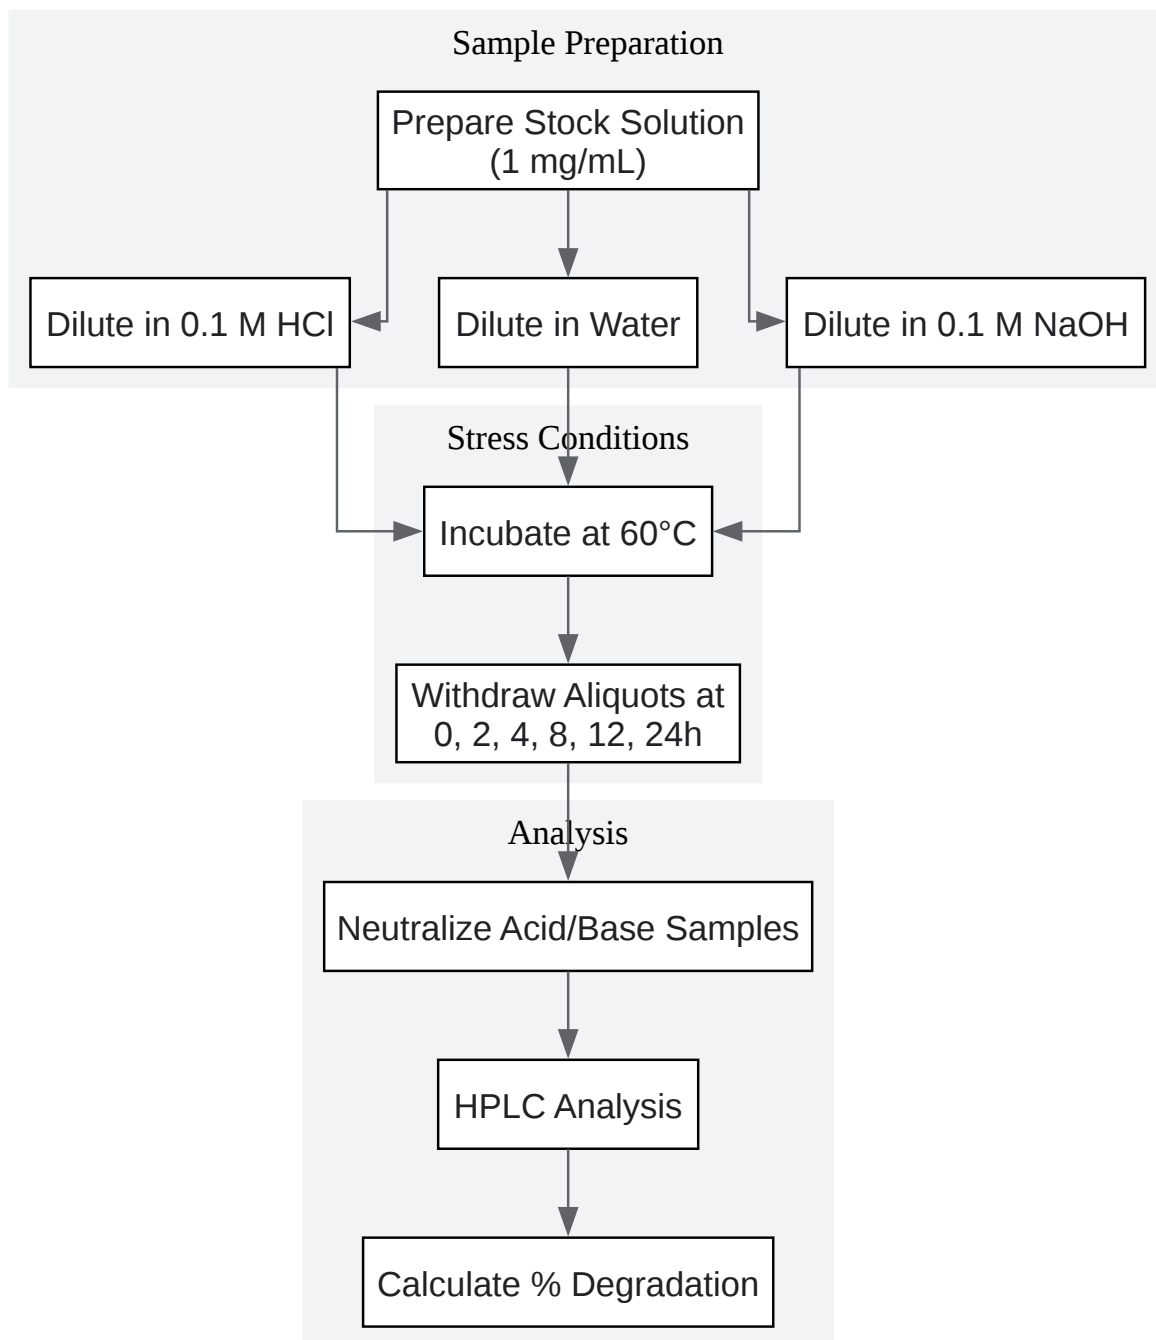 Sample Preparation
Prepare Stock Solution
(1 mg/mL)
Dilute in 0.1 M HCl
Dilute in Water
Dilute in 0.1 M NaOH
Stress Conditions
Incubate at 60°C
Withdraw Aliquots at
0, 2, 4, 8, 12, 24h
Analysis
Neutralize Acid/Base Samples
HPLC Analysis
Calculate % Degradation